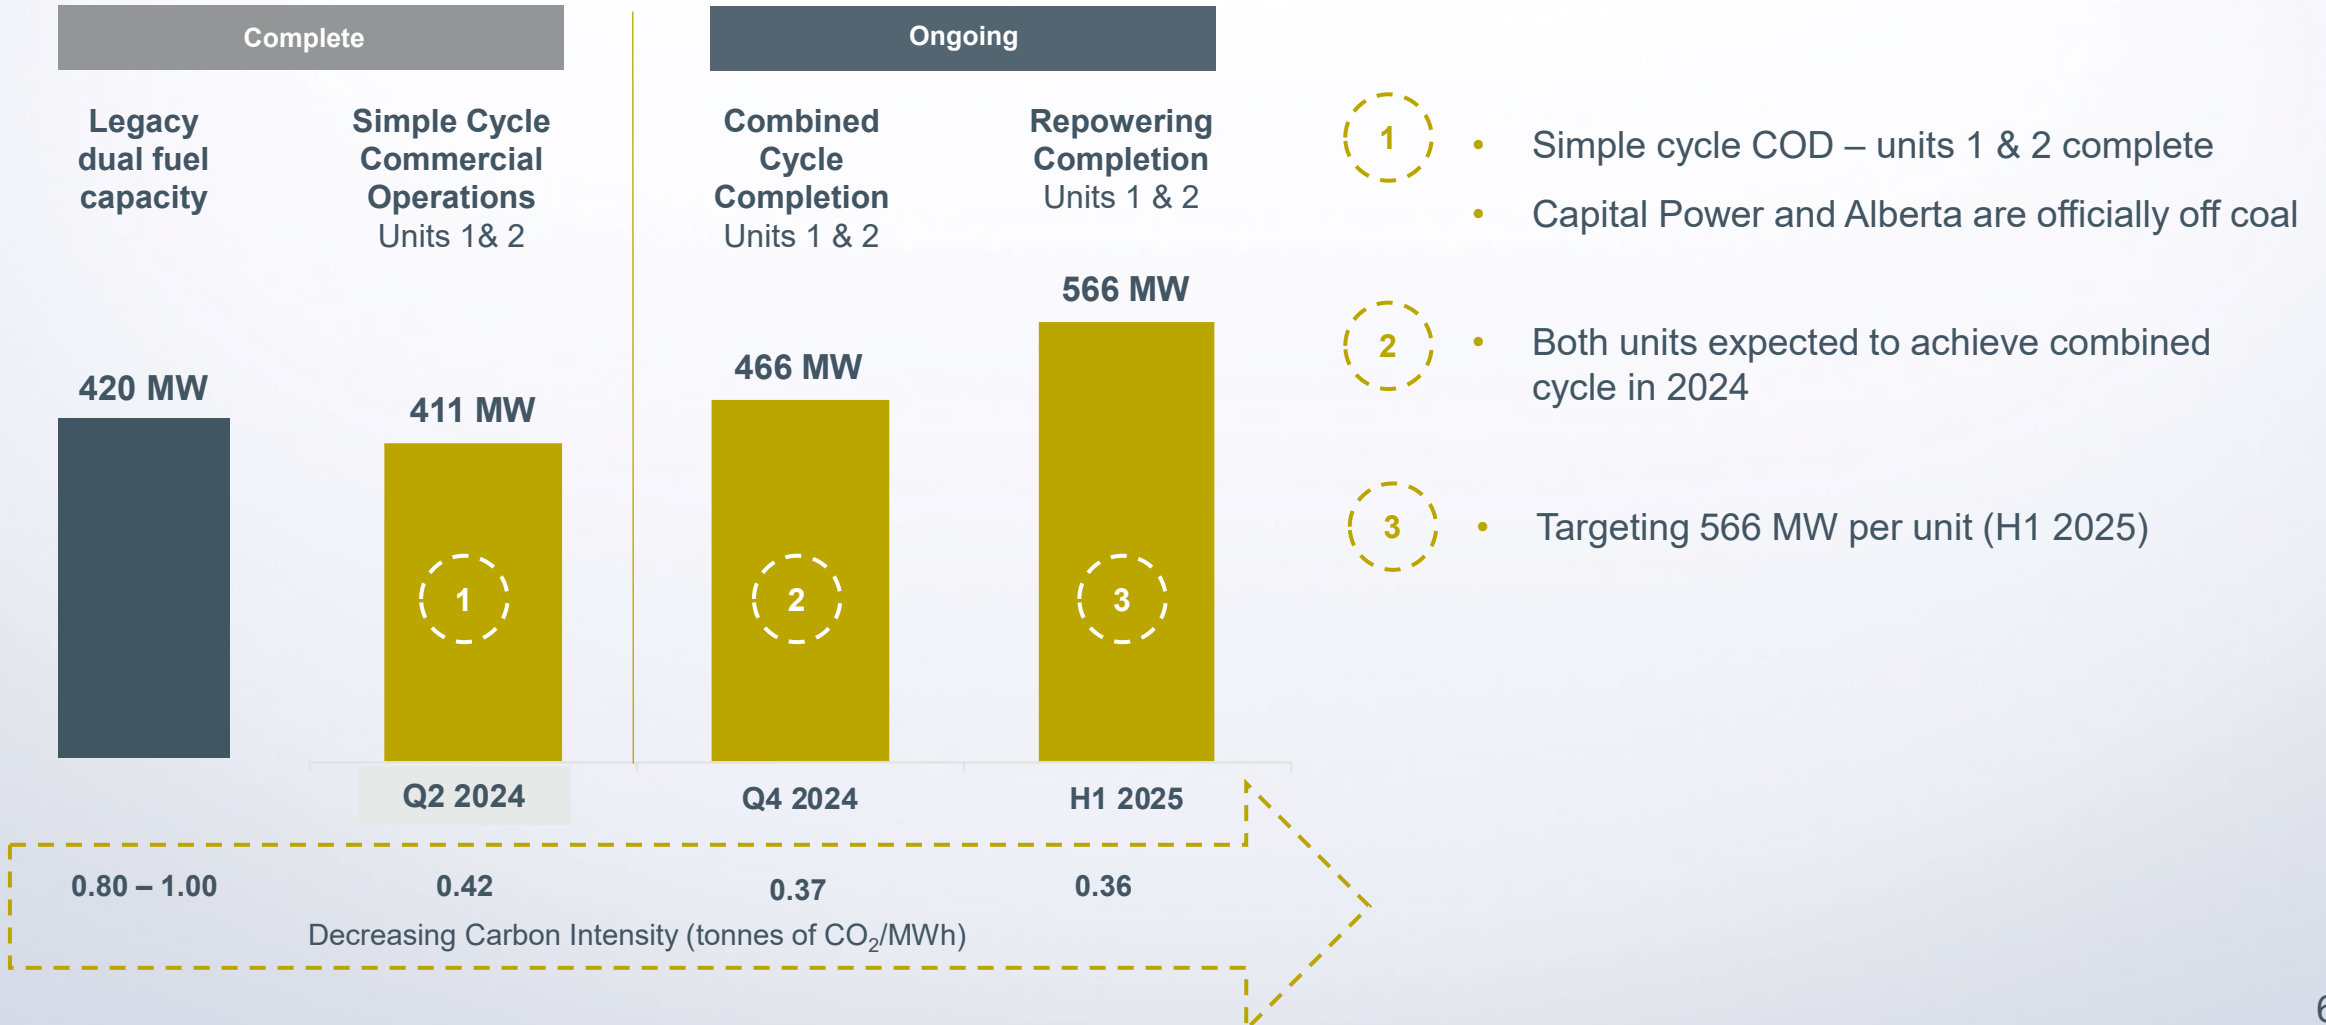 Complete
Ongoing
Legacy
dual fuel
capacity
Simple Cycle
Commercial
Operations
Units 1& 2
Combined
Cycle
Completion
Units 1 & 2
Repowering
Completion
Units 1 & 2
420 MW
411 MW
466 MW
566 MW
1
2
3
Q2 2024
Q4 2024
H1 2025
0.80 – 1.00
0.42
0.37
0.36
Decreasing Carbon Intensity (tonnes of CO₂/MWh)
1
• Simple cycle COD – units 1 & 2 complete
• Capital Power and Alberta are officially off coal
2
• Both units expected to achieve combined
cycle in 2024
3
• Targeting 566 MW per unit (H1 2025)